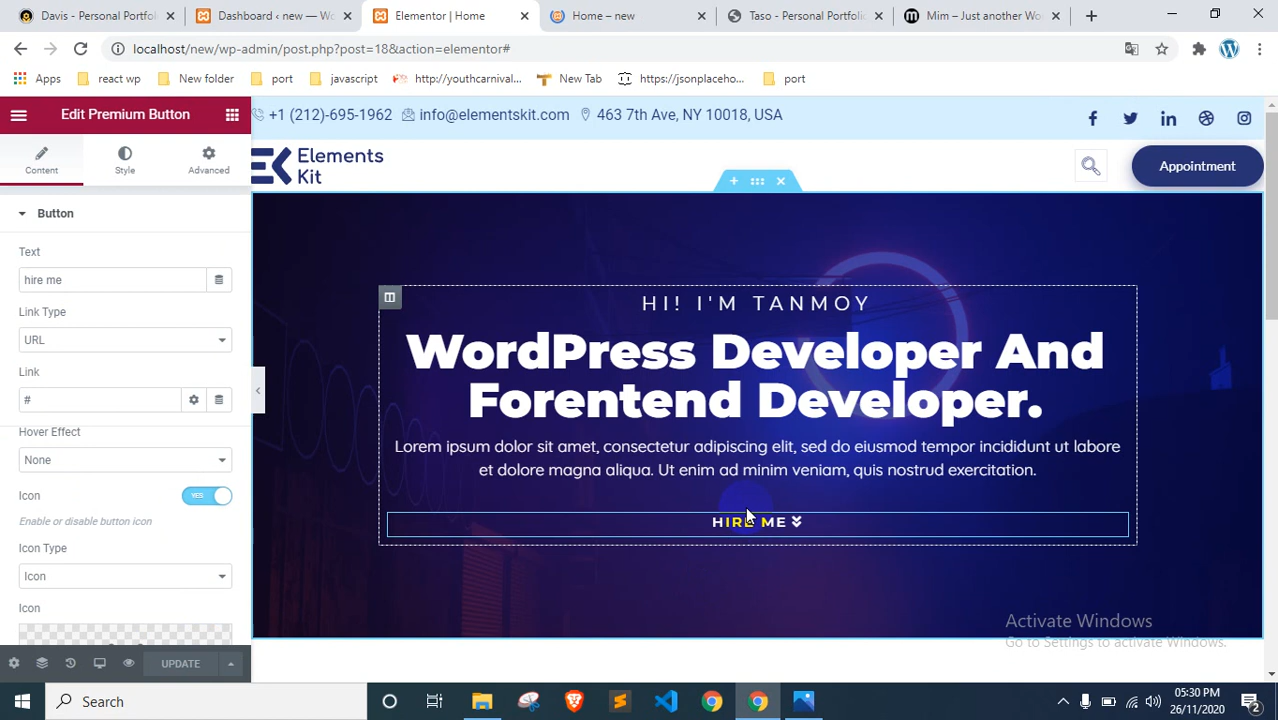 Davis - Personal Portfo
Dashboard ‹ new — Wo
Elementor | Home
Home – new
Taso - Personal Portfolio
Mim – Just another Wo
localhost/new/wp-admin/post.php?post=18&action=elementor#
Apps
react wp
New folder
port
javascript
http://youthcarnival...
New Tab
https://jsonplaceho...
port
Edit Premium Button
Content
Style
Advanced
Button
Text
hire me
Link Type
URL
Link
#
Hover Effect
None
Icon
YES
Enable or disable button icon
Icon Type
Icon
Icon
UPDATE
+1 (212)-695-1962 info@elementskit.com 463 7th Ave, NY 10018, USA
Elements
Kit
Appointment
HI! I'M TANMOY
WordPress Developer And
Forentend Developer.
Lorem ipsum dolor sit amet, consectetur adipiscing elit, sed do eiusmod tempor incididunt ut labore
et dolore magna aliqua. Ut enim ad minim veniam, quis nostrud exercitation.
HIRE ME
Activate Windows
Go to Settings to activate Windows.
Search
05:30 PM
26/11/2020
2